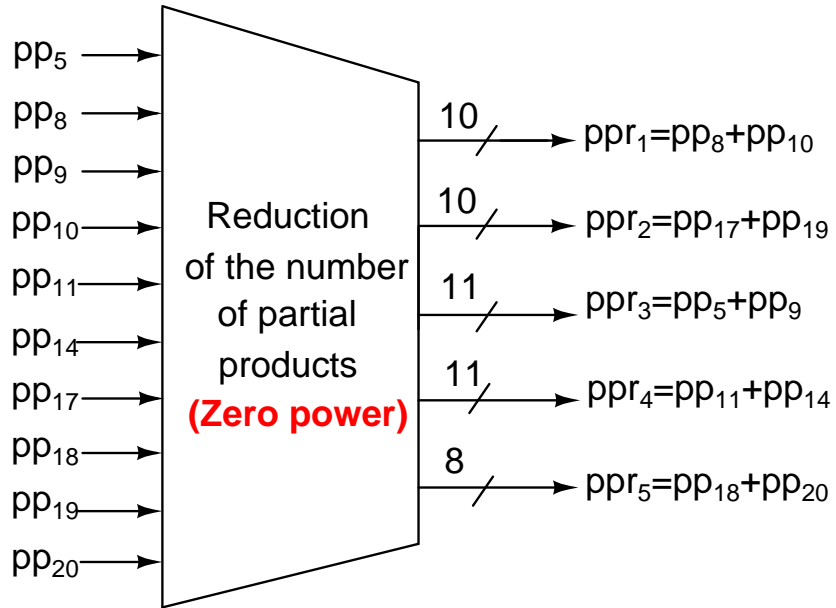 pp₅
pp₈
pp₉
pp₁₀
pp₁₁
pp₁₄
pp₁₇
pp₁₈
pp₁₉
pp₂₀
Reduction
of the number
of partial
products
(Zero power)
10
ppr₁=pp₈+pp₁₀
10
ppr₂=pp₁₇+pp₁₉
11
ppr₃=pp₅+pp₉
11
ppr₄=pp₁₁+pp₁₄
8
ppr₅=pp₁₈+pp₂₀